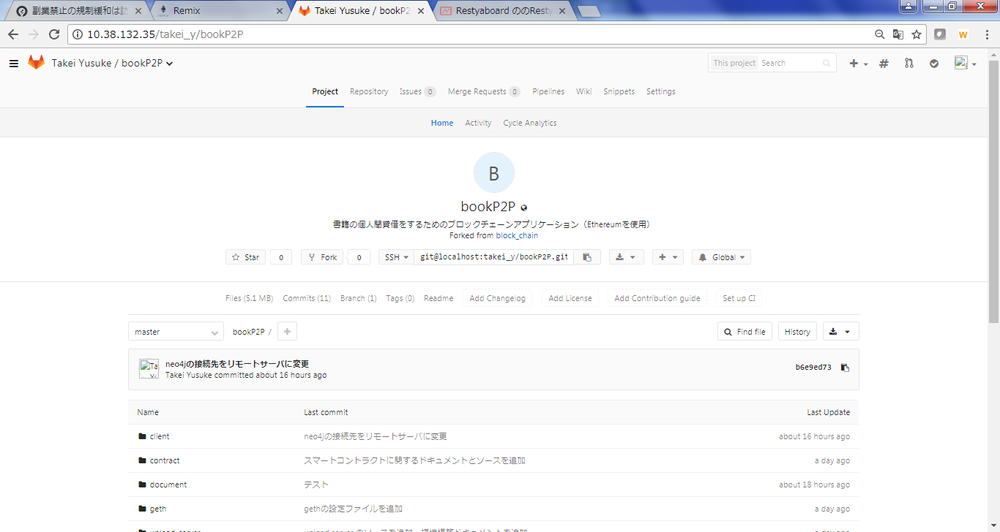 副業禁止の規制緩和は訪
Remix
Takei Yusuke / bookP2
Restyaboard ののResty
10.38.132.35/takei_y/bookP2P
W
Takei Yusuke / bookP2P
This project Search
Project Repository Issues 0 Merge Requests 0 Pipelines Wiki Snippets Settings
Home Activity Cycle Analytics
B
bookP2P
書籍の個人間賃借をするためのブロックチェーンアプリケーション（Ethereumを使用）
Forked from block_chain
Star 0 Fork 0 SSH git@localhost:takei_y/bookP2P.git Global
Files (5.1 MB) Commits (11) Branch (1) Tags (0) Readme Add Changelog Add License Add Contribution guide Set up CI
master bookP2P / Find file History
neo4jの接続先をリモートサーバに変更
Takei Yusuke committed about 16 hours ago
b6e9ed73
Name Last commit Last Update
client neo4jの接続先をリモートサーバに変更 about 16 hours ago
contract スマートコントラクトに関するドキュメントとソースを追加 a day ago
document テスト about 18 hours ago
geth gethの設定ファイルを追加 a day ago